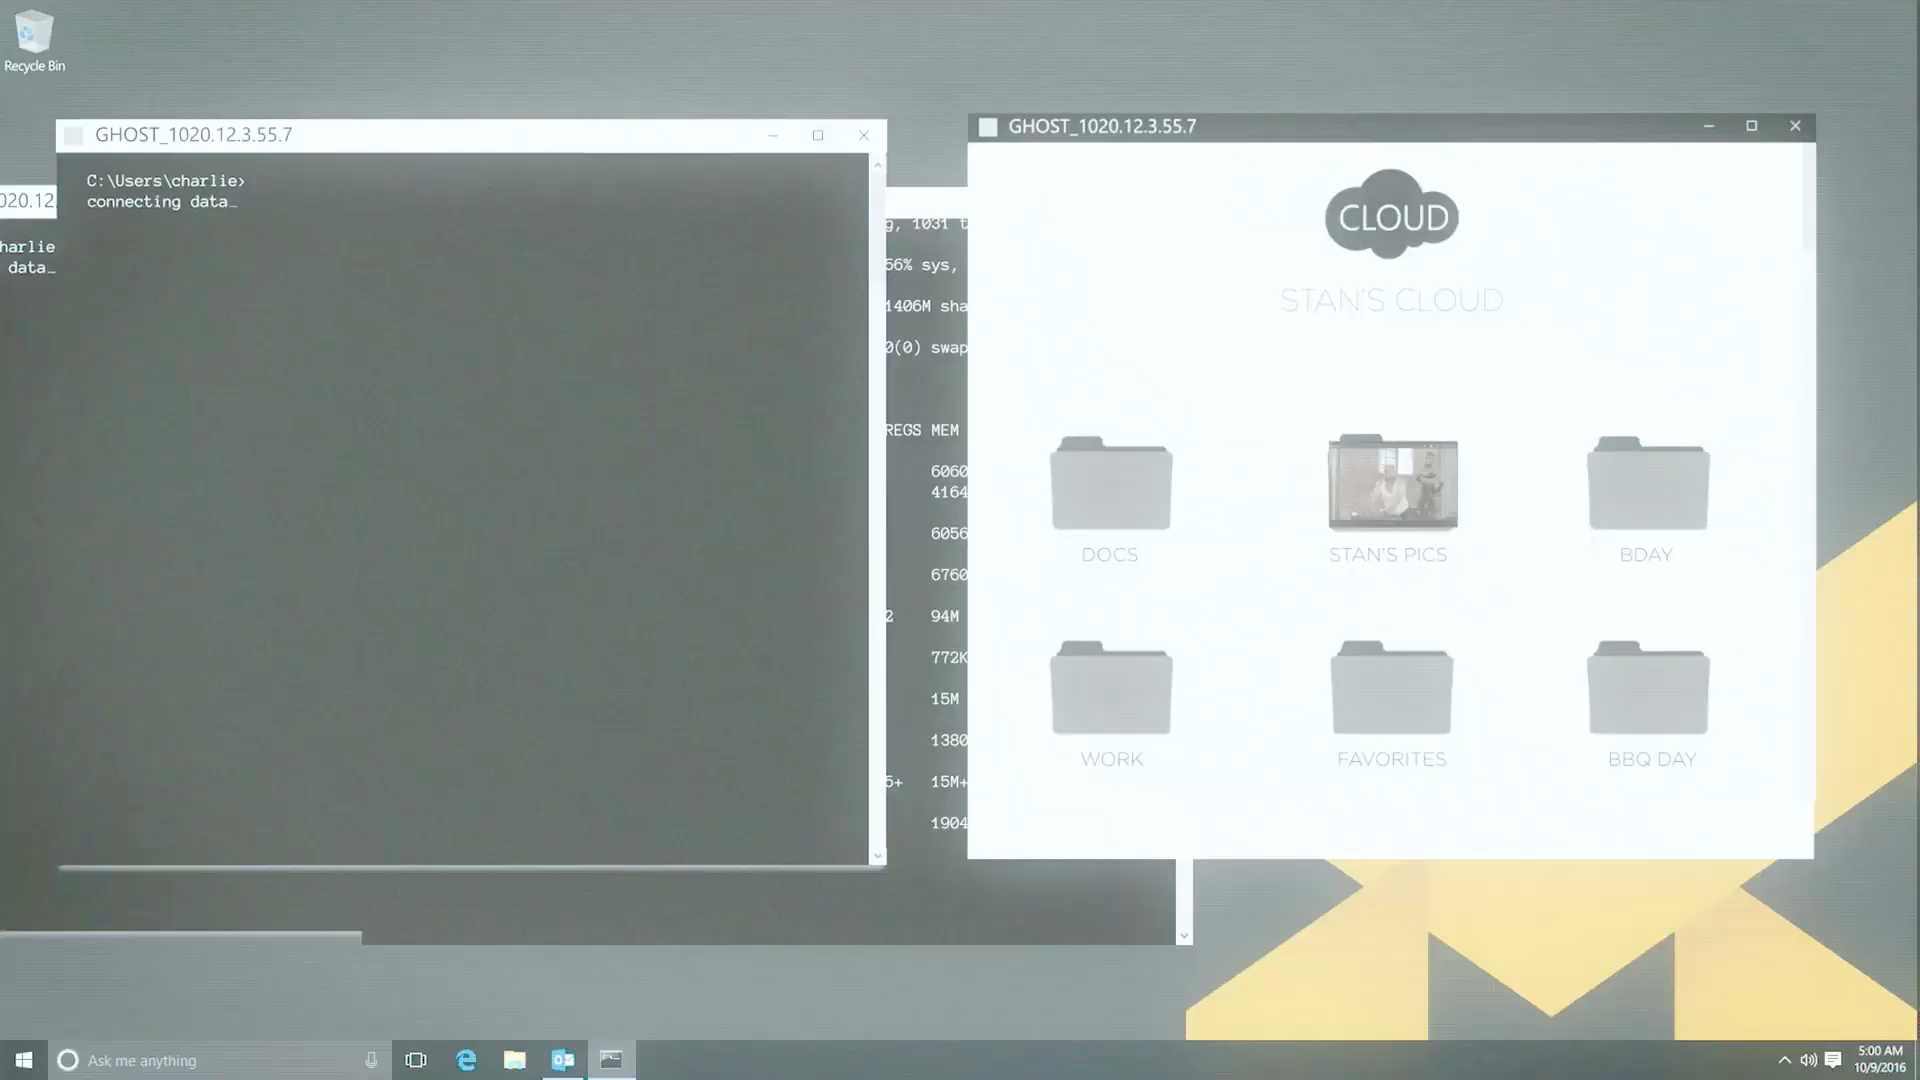 Recycle Bin
GHOST_1020.12.3.55.7
C:\Users\charlie>
connecting data_
020.12
harlie
data_
g, 1031 t
56% sys,
1406M sha
0(0) swap
REGS MEM
6060
4164
6056
6760
2 94M
772K
15M
1380
5+ 15M+
1904
GHOST_1020.12.3.55.7
CLOUD
STAN'S CLOUD
DOCS
STAN'S PICS
BDAY
WORK
FAVORITES
BBQ DAY
Ask me anything
5:00 AM
10/9/2016